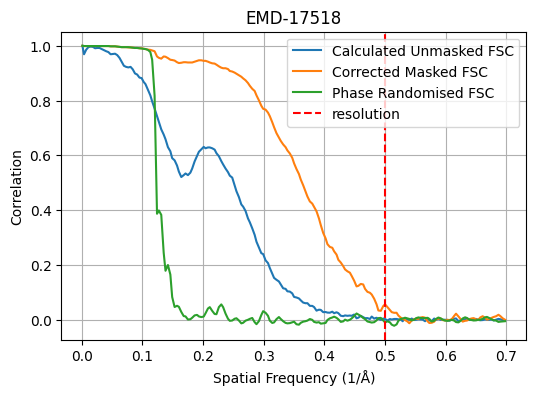 EMD-17518
1.0
0.8
0.6
0.4
0.2
0.0
Correlation
Calculated Unmasked FSC
Corrected Masked FSC
Phase Randomised FSC
resolution
0.0 0.1 0.2 0.3 0.4 0.5 0.6 0.7
Spatial Frequency (1/Å)